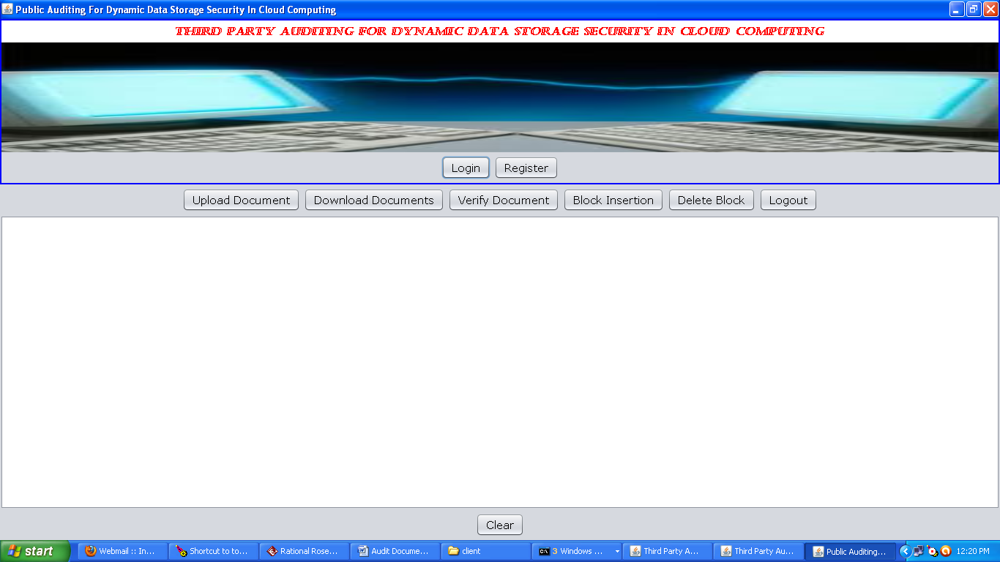 Public Auditing For Dynamic Data Storage Security In Cloud Computing
THIRD PARTY AUDITING FOR DYNAMIC DATA STORAGE SECURITY IN CLOUD COMPUTING
Login Register
Upload Document Download Documents Verify Document Block Insertion Delete Block Logout
Clear
start Webmail :: In... Shortcut to to... Rational Rose... Audit Docume... client 3 Windows ... Third Party A... Third Party Au... Public Auditing... 12:20 PM